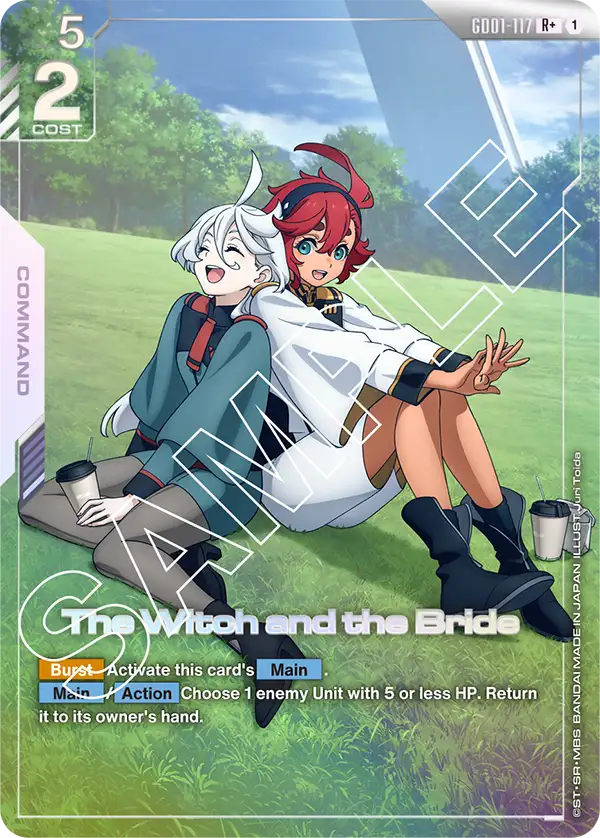 5
2
COST
GD01-117 R+ 1
COMMAND
SAMPLE
The Witch and the Bride
Burst Activate this card's Main .
Main / Action Choose 1 enemy Unit with 5 or less HP. Return
it to its owner's hand.
©ST・SR・MBS BANDAI MADE IN JAPAN ILLUST Juri Toida